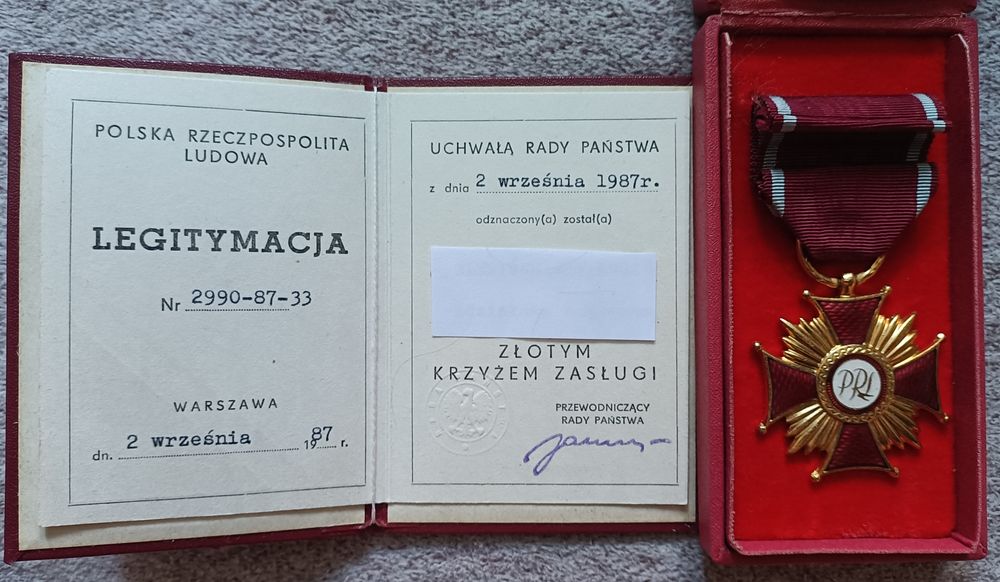 POLSKA RZECZPOSPOLITA
LUDOWA
LEGITYMACJA
Nr 2990-87-33
WARSZAWA
dn. 2 września 1987 r.
UCHWAŁĄ RADY PAŃSTWA
z dnia 2 września 1987r.
odznaczony(a) został(a)
ZŁOTYM
KRZYŻEM ZASŁUGI
PRZEWODNICZĄCY
RADY PAŃSTWA
PRL